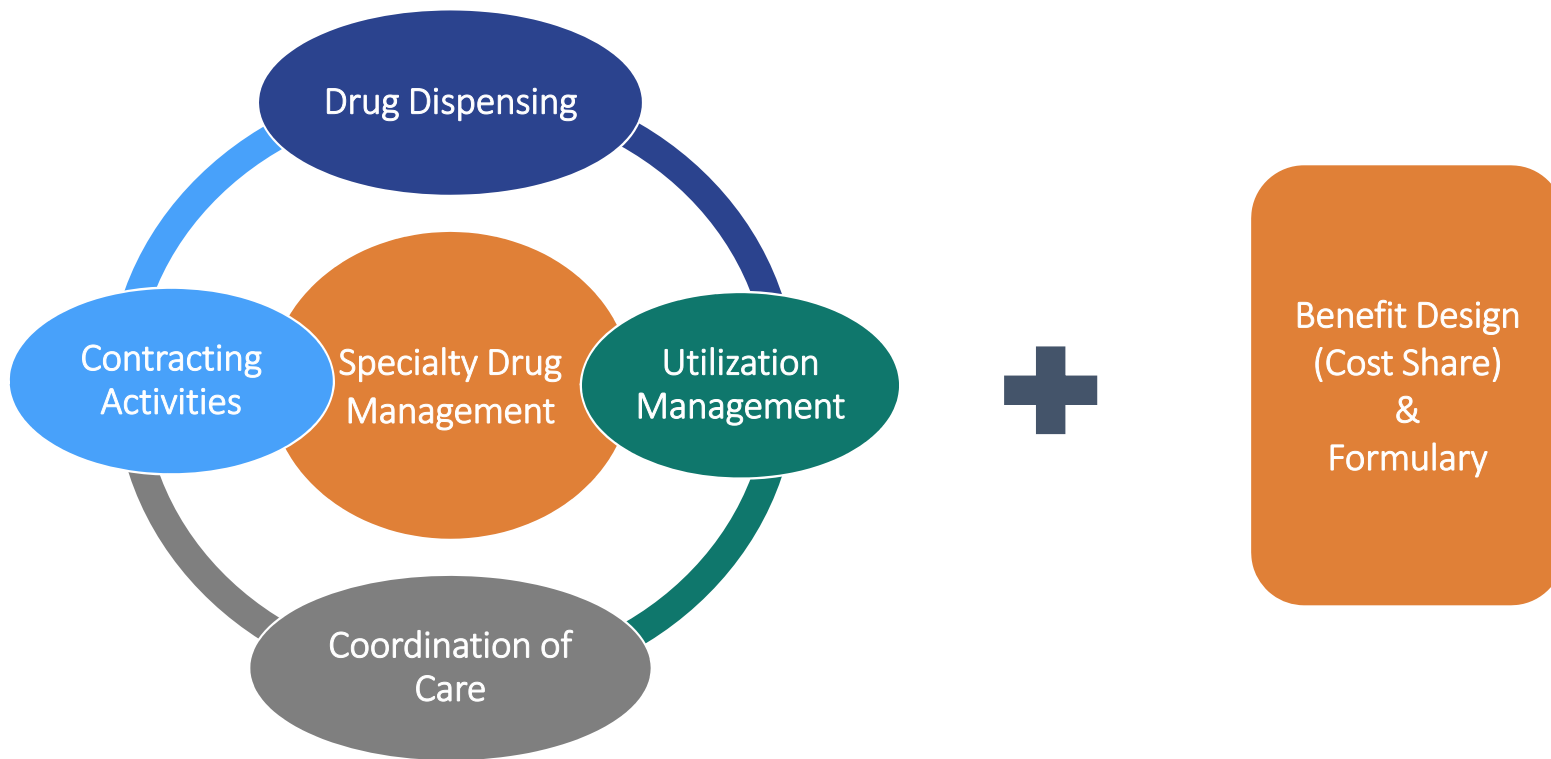 Drug Dispensing
Contracting
Activities
Specialty Drug
Management
Utilization
Management
Coordination of
Care
Benefit Design
(Cost Share)
&
Formulary